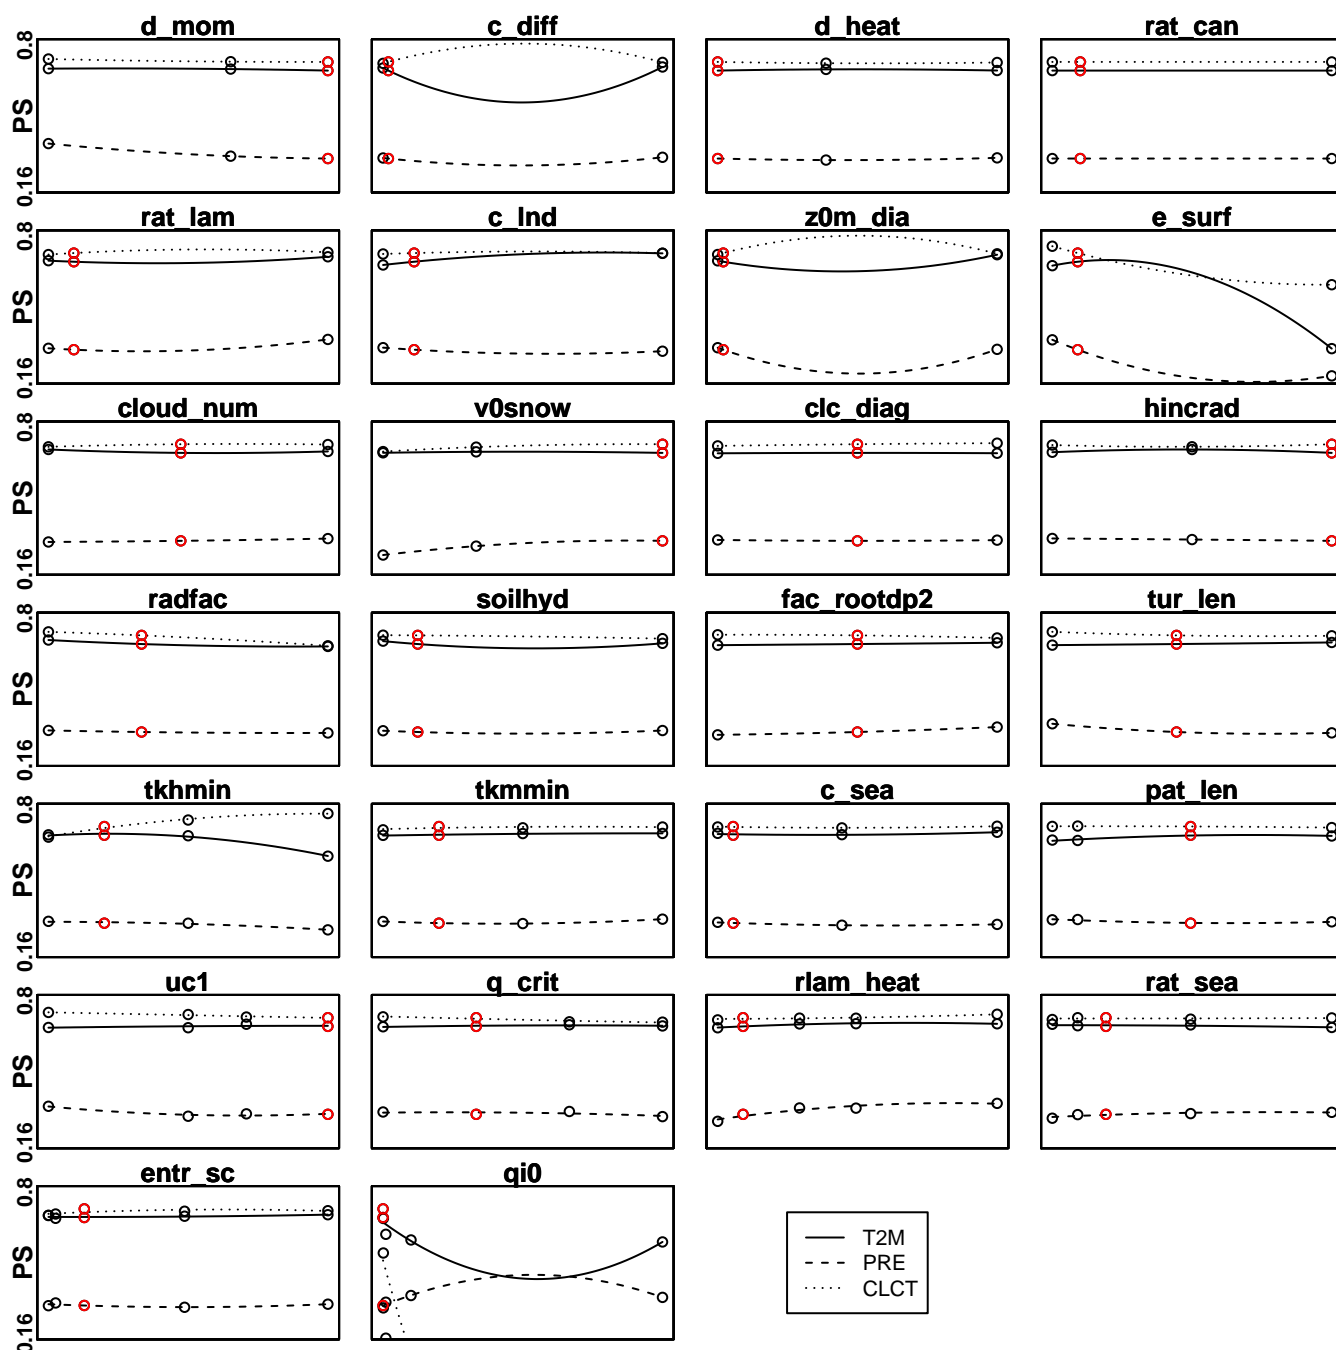 d_mom c_diff d_heat rat_can
0.8
PS
0.16
rat_lam c_lnd z0m_dia e_surf
0.8
PS
0.16
cloud_num v0snow clc_diag hincrad
0.8
PS
0.16
radfac soilhyd fac_rootdp2 tur_len
0.8
PS
0.16
tkhmin tkmmin c_sea pat_len
0.8
PS
0.16
uc1 q_crit rlam_heat rat_sea
0.8
PS
0.16
entr_sc qi0
0.8
PS
0.16
T2M
PRE
CLCT